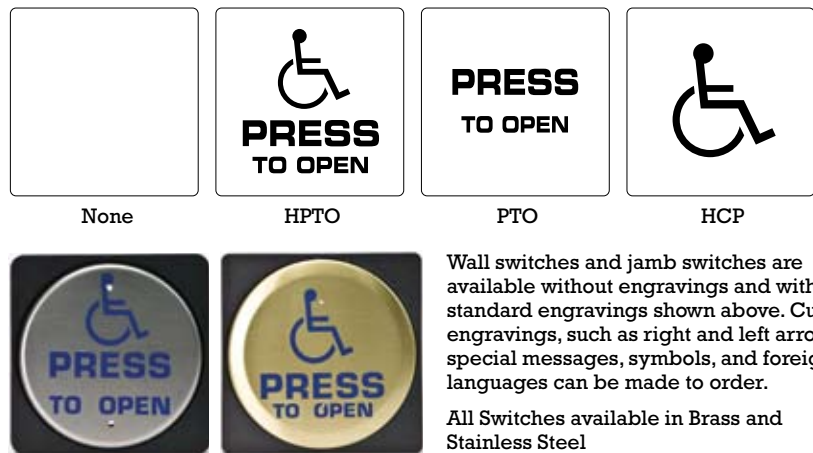 PRESS
TO OPEN
PRESS
TO OPEN
None
HPTO
PTO
HCP
PRESS
TO OPEN
PRESS
TO OPEN
Wall switches and jamb switches are
available without engravings and with
standard engravings shown above.
engravings, such as right and left
special messages, symbols, and
languages can be made to order.
All Switches available in Brass and
Stainless Steel